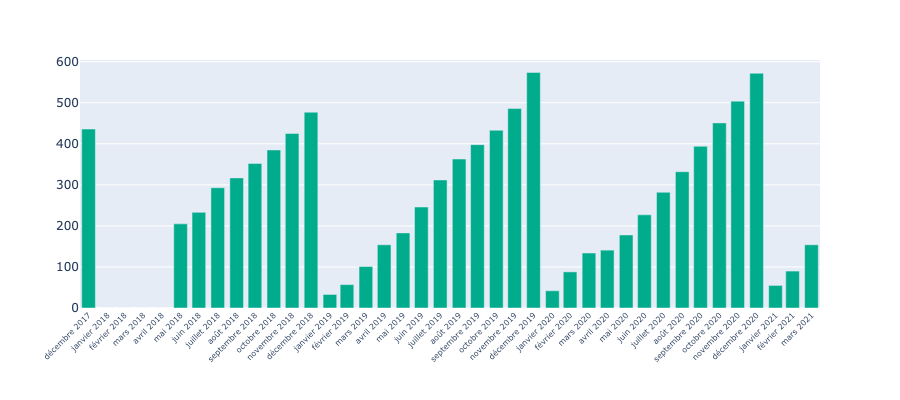 600
500
400
300
200
100
0
décembre 2017
janvier 2018
février 2018
mars 2018
avril 2018
mai 2018
juin 2018
juillet 2018
août 2018
septembre 2018
octobre 2018
novembre 2018
décembre 2018
janvier 2019
février 2019
mars 2019
avril 2019
mai 2019
juin 2019
juillet 2019
août 2019
septembre 2019
octobre 2019
novembre 2019
décembre 2019
janvier 2020
février 2020
mars 2020
avril 2020
mai 2020
juin 2020
juillet 2020
août 2020
septembre 2020
octobre 2020
novembre 2020
décembre 2020
janvier 2021
février 2021
mars 2021